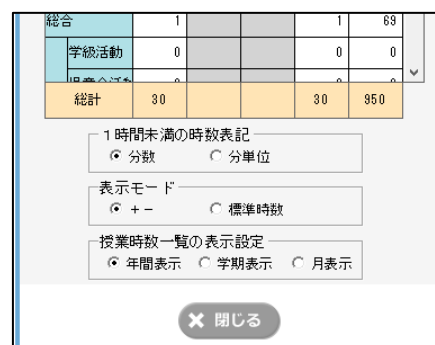 総合 1 1 69
学級活動 0 0 0
総計 30 30 950
1時間未満の時数表記
分数 分単位
表示モード
+- 標準時数
授業時数一覧の表示設定
年間表示 学期表示 月表示
× 閉じる